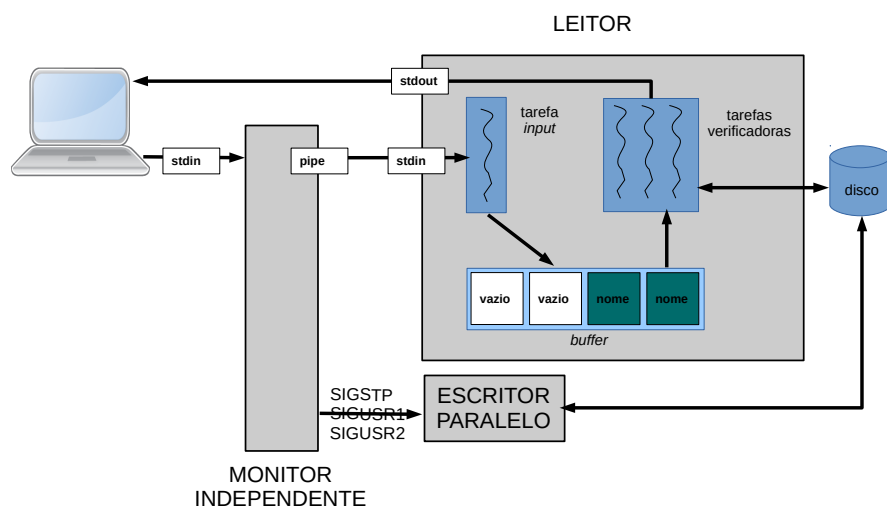 LEITOR
stdout
tarefa
input
tarefas
verificadoras
stdin
pipe
stdin
disco
vazio
vazio
nome
nome
buffer
SIGSTP
SIGUSR1
SIGUSR2
ESCRITOR
PARALELO
MONITOR
INDEPENDENTE